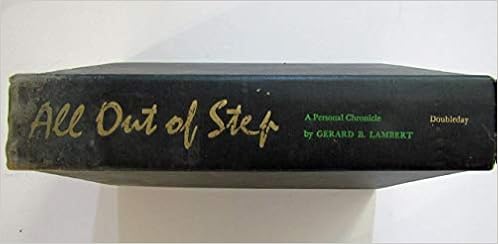 All Out of Step
A Personal Chronicle
by GERARD B. LAMBERT
Doubleday